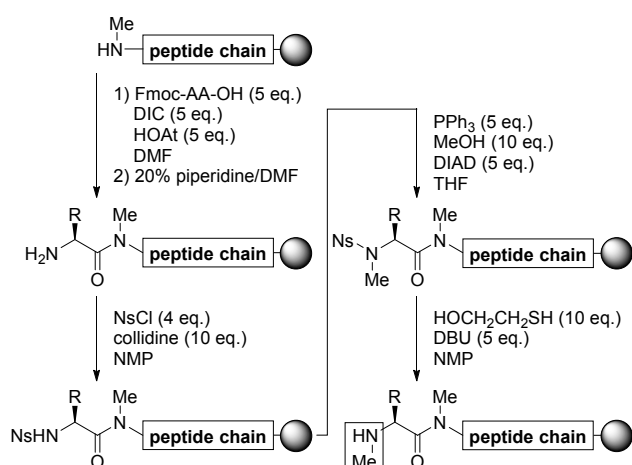 Me
HN
peptide chain
1) Fmoc-AA-OH (5 eq.)
DIC (5 eq.)
HOAt (5 eq.)
DMF
2) 20% piperidine/DMF
R
Me
H₂N
N
O
peptide chain
NsCl (4 eq.)
collidine (10 eq.)
NMP
R
Me
NsHN
N
O
peptide chain
PPh₃ (5 eq.)
MeOH (10 eq.)
DIAD (5 eq.)
THF
R
Me
Ns
N
N
Me
O
peptide chain
HOCH₂CH₂SH (10 eq.)
DBU (5 eq.)
NMP
R
Me
HN
N
Me
O
peptide chain